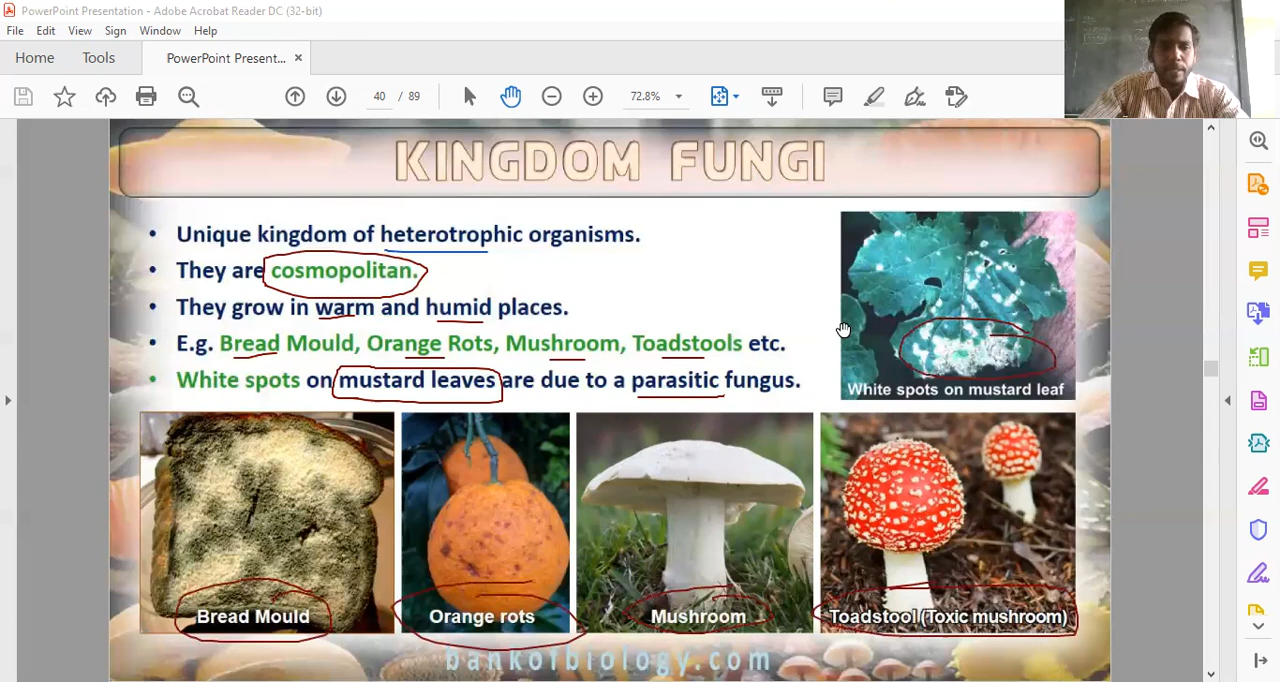 PowerPoint Presentation - Adobe Acrobat Reader DC (32-bit)
File Edit View Sign Window Help
Home Tools PowerPoint Present... ×
40 / 89 72.8%
KINGDOM FUNGI
• Unique kingdom of heterotrophic organisms.
• They are cosmopolitan.
• They grow in warm and humid places.
• E.g. Bread Mould, Orange Rots, Mushroom, Toadstools etc.
• White spots on mustard leaves are due to a parasitic fungus.
White spots on mustard leaf
Bread Mould
Orange rots
Mushroom
Toadstool (Toxic mushroom)
bankofbiology.com